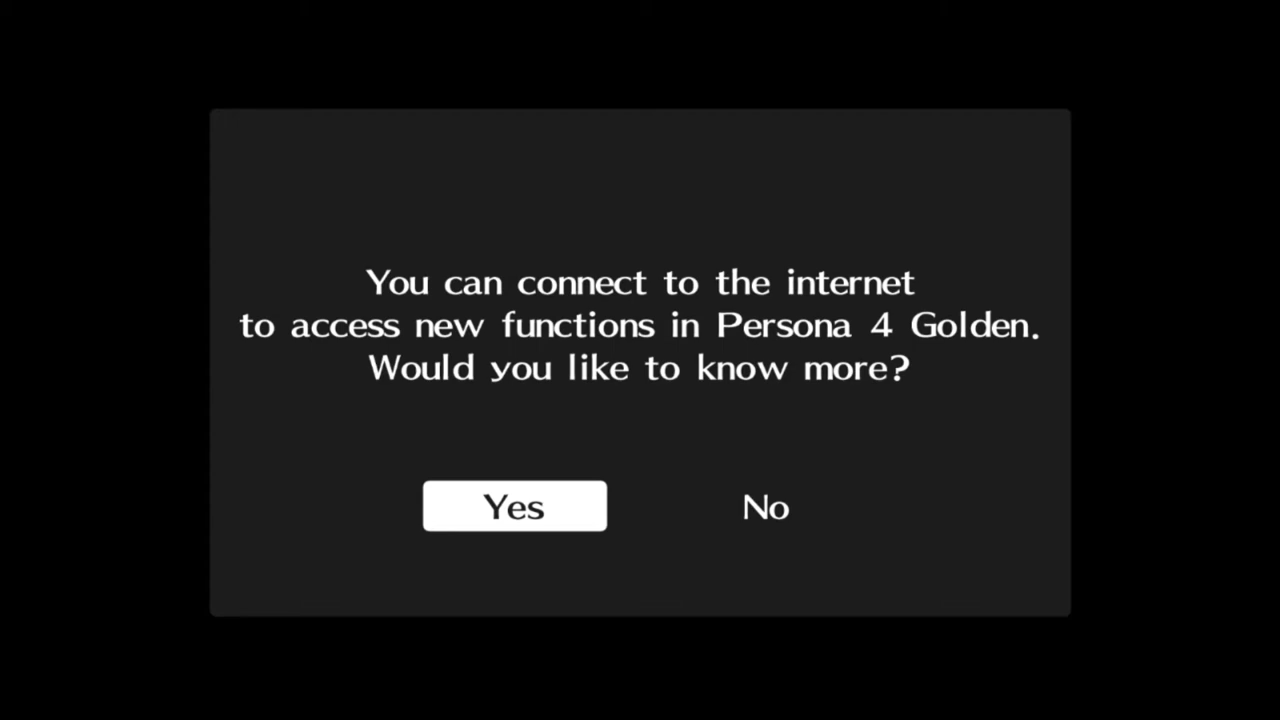 You can connect to the internet
to access new functions in Persona 4 Golden.
Would you like to know more?
Yes No